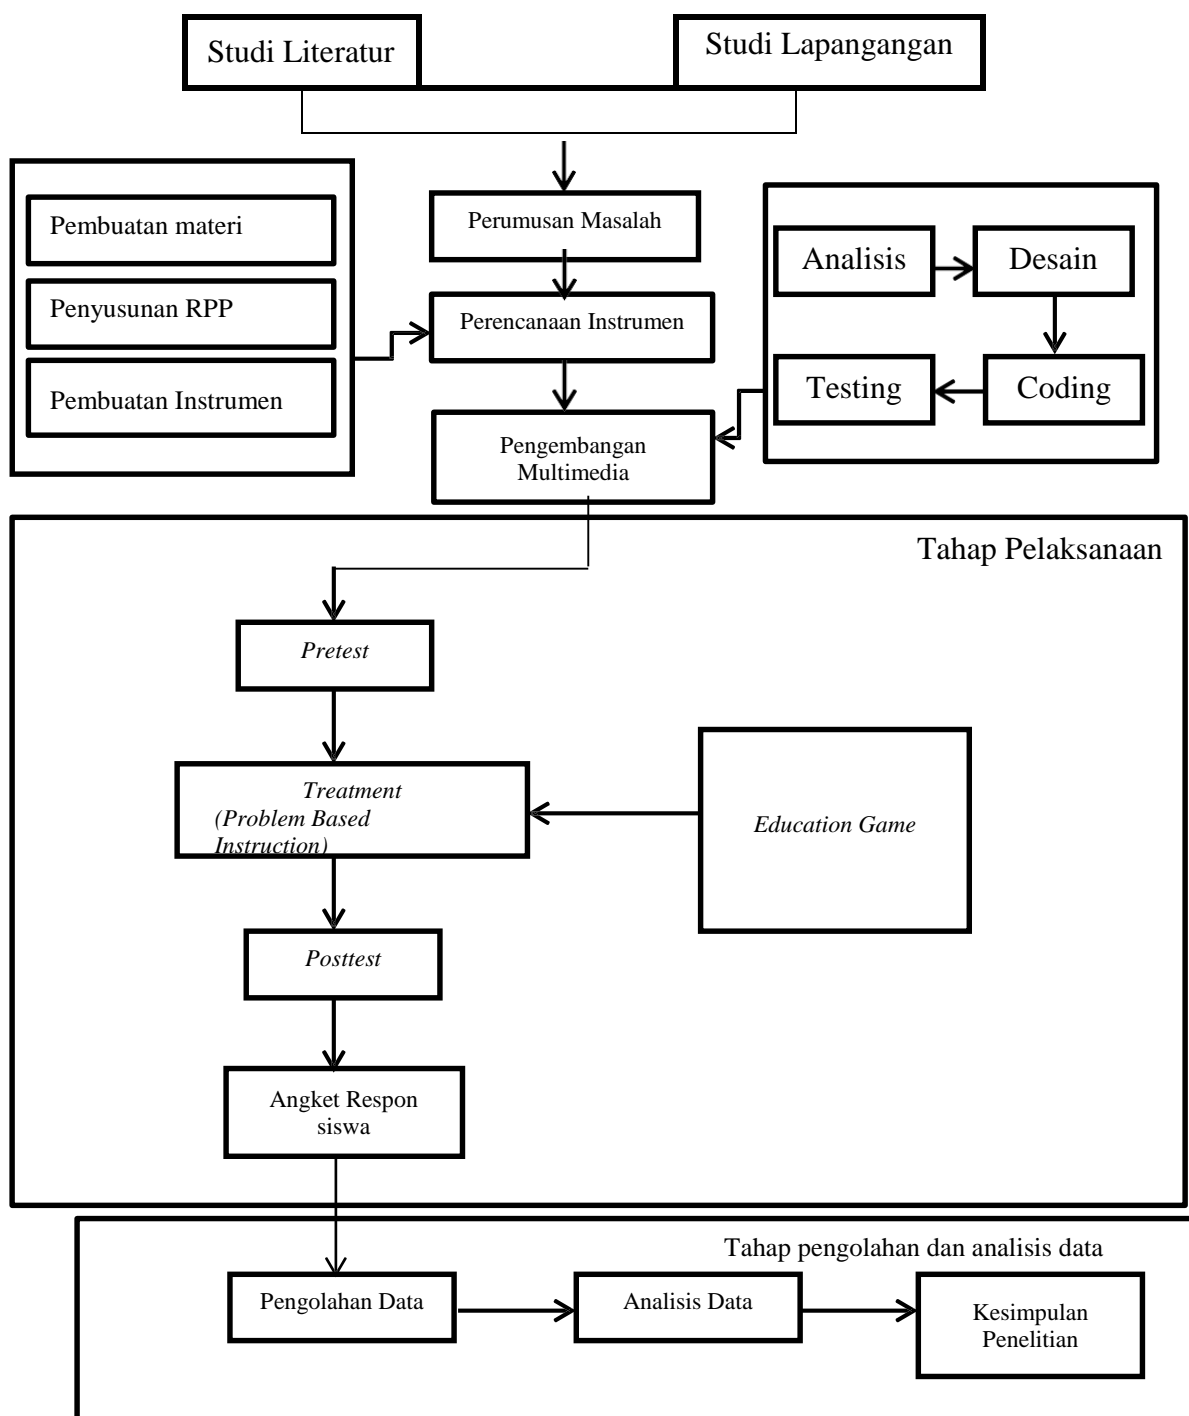 Studi Literatur
Studi Lapangangan
Perumusan Masalah
Pembuatan materi
Penyusunan RPP
Pembuatan Instrumen
Perencanaan Instrumen
Analisis
Desain
Testing
Coding
Pengembangan
Multimedia
Tahap Pelaksanaan
Pretest
Treatment
(Problem Based
Instruction)
Education Game
Posttest
Angket Respon
siswa
Tahap pengolahan dan analisis data
Pengolahan Data
Analisis Data
Kesimpulan
Penelitian